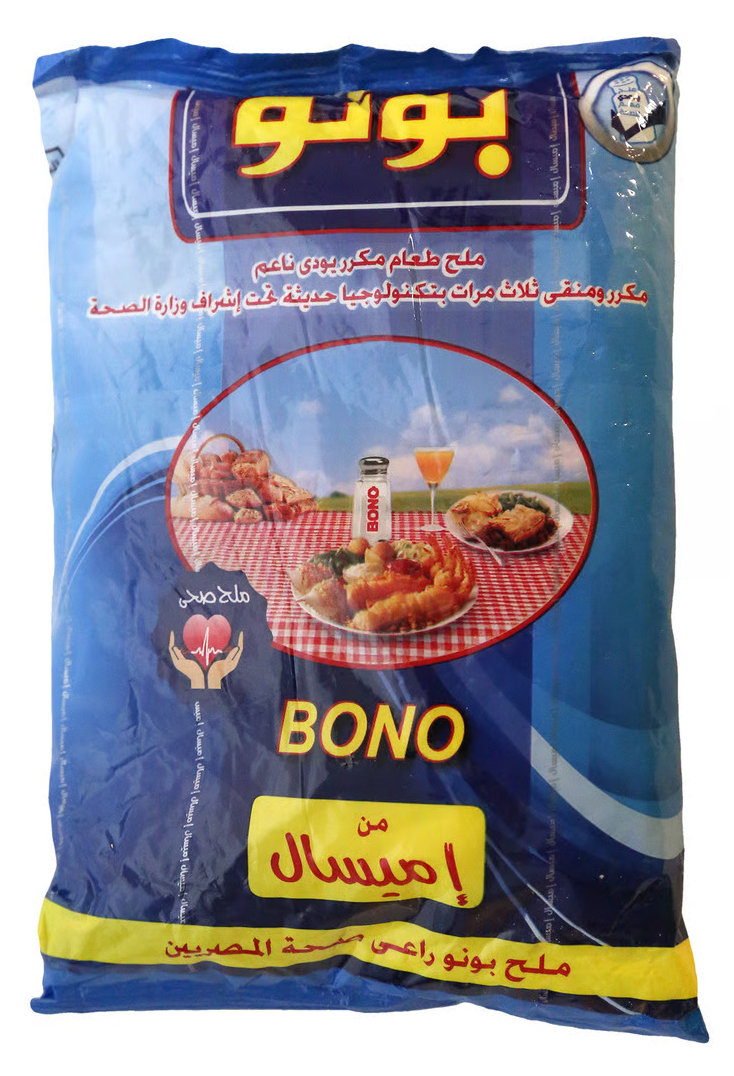 بونو
ملح طعام مكرر يودى ناعم
مكرر ومنقى ثلاث مرات بتكنولوجيا حديثة تحت إشراف وزارة الصحة
BONO
ملح صحى
BONO
من
إميسال
ملح بونو راعى صحة المصريين